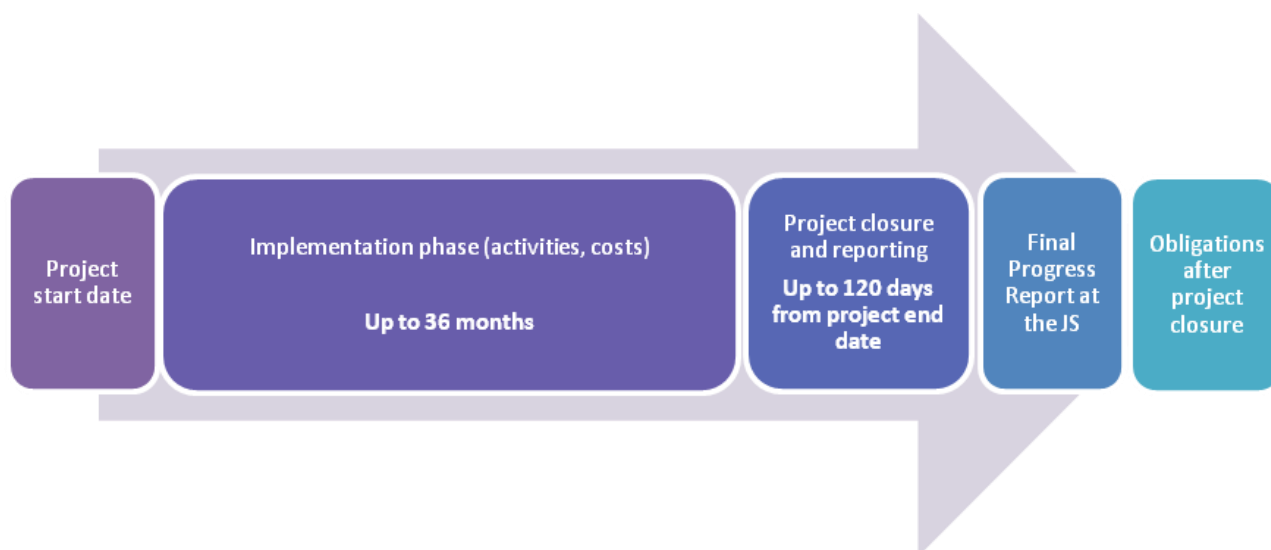 Project
start date
Implementation phase (activities, costs)
Up to 36 months
Project closure
and reporting
Up to 120 days
from project end
date
Final
Progress
Report at
the JS
Obligations
after
project
closure